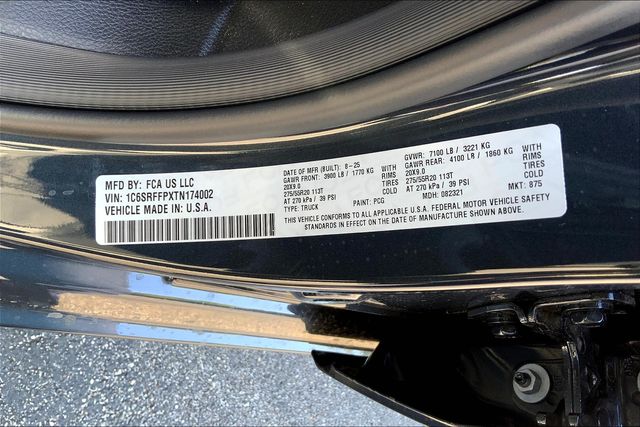 MFD BY: FCA US LLC
VIN: 1C6SRFFPXTN174002
VEHICLE MADE IN U.S.A.
DATE OF MFR (BUILT): 8-25 GVWR: 7100 LB / 3221 KG
GAWR FRONT: 3900 LB / 1770 KG WITH GAWR REAR: 4100 LB / 1860 KG WITH
20X9.0 RIMS 20X9.0 RIMS
275/55R20 113T TIRES 275/55R20 113T TIRES
AT 270 kPa / 39 PSI COLD AT 270 kPa / 39 PSI COLD
TYPE: TRUCK PAINT: PCG MDH: 082321 MKT: 875
THIS VEHICLE CONFORMS TO ALL APPLICABLE U.S.A. FEDERAL MOTOR VEHICLE SAFETY
STANDARDS IN EFFECT ON THE DATE OF MANUFACTURE SHOWN ABOVE.